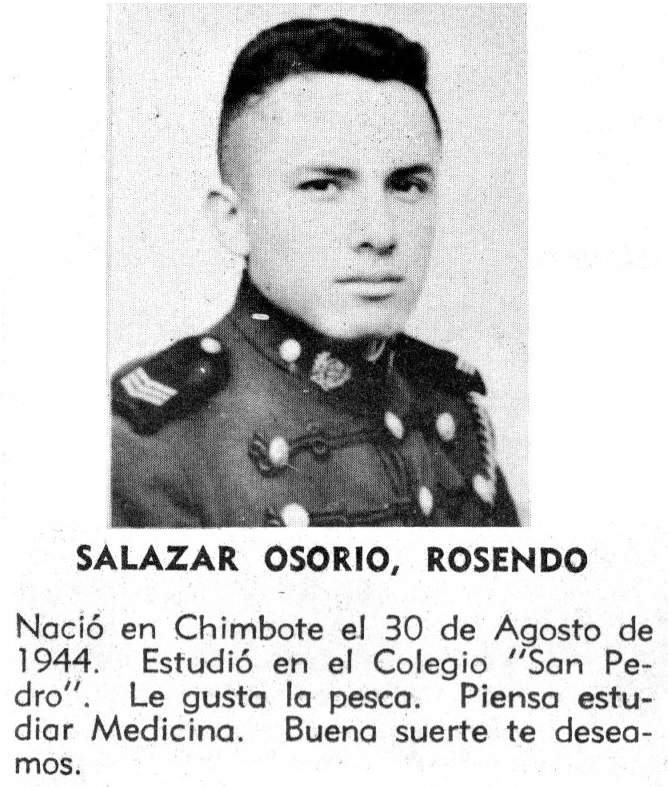 SALAZAR OSORIO, ROSENDO
Nació en Chimbote el 30 de Agosto de
1944. Estudió en el Colegio "San Pe-
dro". Le gusta la pesca. Piensa estu-
diar Medicina. Buena suerte te desea-
mos.